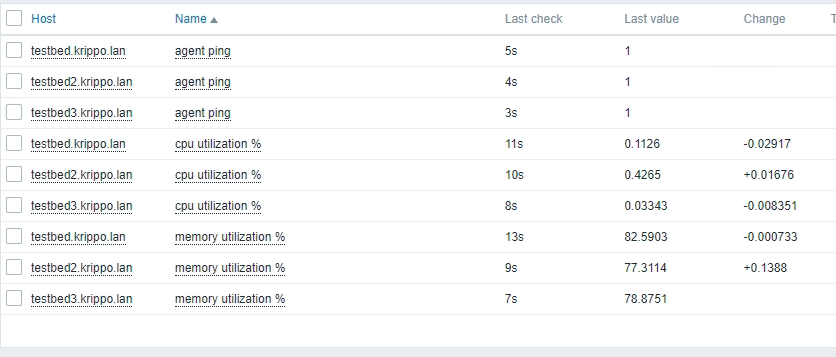 Host Name Last check Last value Change T
testbed.krippo.lan agent ping 5s 1
testbed2.krippo.lan agent ping 4s 1
testbed3.krippo.lan agent ping 3s 1
testbed.krippo.lan cpu utilization % 11s 0.1126 -0.02917
testbed2.krippo.lan cpu utilization % 10s 0.4265 +0.01676
testbed3.krippo.lan cpu utilization % 8s 0.03343 -0.008351
testbed.krippo.lan memory utilization % 13s 82.5903 -0.000733
testbed2.krippo.lan memory utilization % 9s 77.3114 +0.1388
testbed3.krippo.lan memory utilization % 7s 78.8751